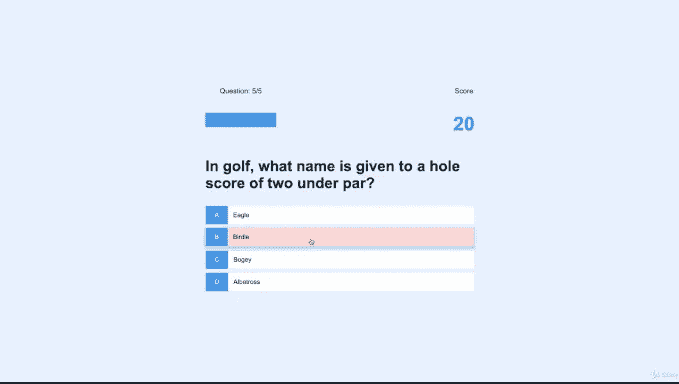 Question: 5/5
Score
20
In golf, what name is given to a hole
score of two under par?
A Eagle
B Birdie
C Bogey
D Albatross